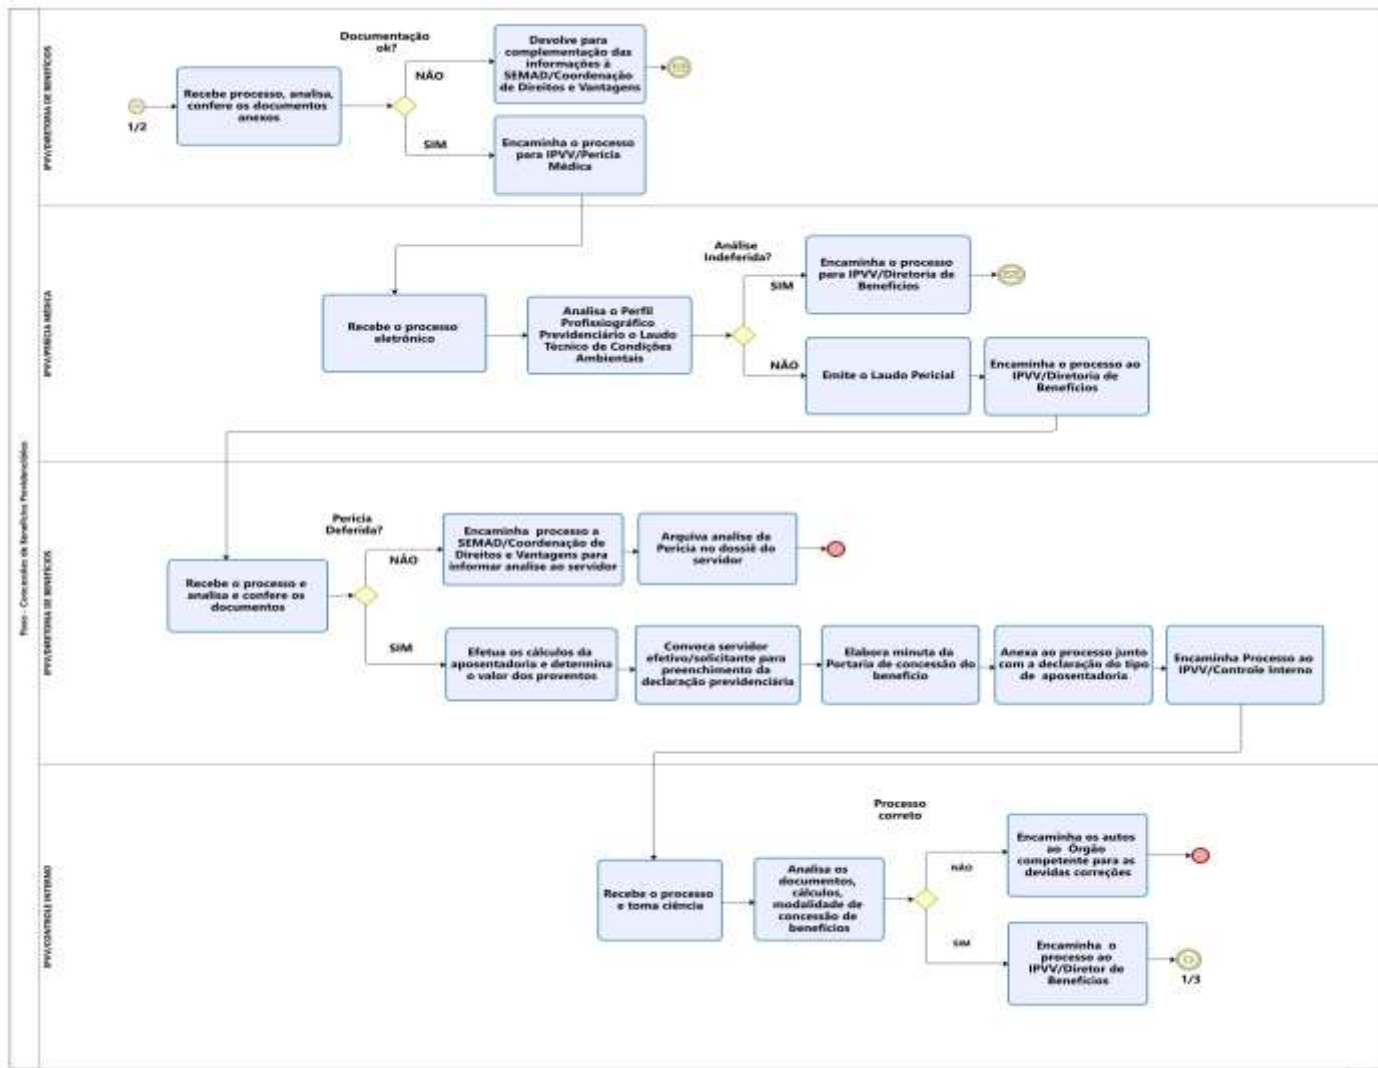 Fluxo - Concessão de Benefícios Previdenciários
IPVV/DIRETORIA DE BENEFÍCIOS
1/2
Recebe processo, analisa,
confere os documentos
anexos
Documentação
ok?
NÃO
Devolve para
complementação das
informações à
SEMAD/Coordenação
de Direitos e Vantagens
SIM
Encaminha o processo
para IPVV/Perícia
Médica
IPVV/PERÍCIA MÉDICA
Recebe o processo
eletrônico
Analisa o Perfil
Profissiográfico
Previdenciário o Laudo
Técnico de Condições
Ambientais
Análise
Indeferida?
SIM
Encaminha o processo
para IPVV/Diretoria de
Benefícios
NÃO
Emite o Laudo Pericial
Encaminha o processo ao
IPVV/Diretoria de
Benefícios
IPVV/DIRETORIA DE BENEFÍCIOS
Recebe o processo e
analisa e confere os
documentos
Perícia
Deferida?
NÃO
Encaminha processo a
SEMAD/Coordenação de
Direitos e Vantagens para
informar analise ao servidor
Arquiva analise da
Perícia no dossiê do
servidor
SIM
Efetua os cálculos da
aposentadoria e determina
o valor dos proventos
Convoca servidor
efetivo/solicitante para
preenchimento da
declaração previdenciária
Elabora minuta da
Portaria de concessão do
benefício
Anexa ao processo junto
com a declaração do tipo
de aposentadoria
Encaminha Processo ao
IPVV/Controle Interno
IPVV/CONTROLE INTERNO
Recebe o processo
e toma ciência
Analisa os
documentos,
cálculos,
modalidade de
concessão de
benefícios
Processo
correto
NÃO
Encaminha os autos
ao Órgão
competente para as
devidas correções
SIM
Encaminha o
processo ao
IPVV/Diretor de
Benefícios
1/3